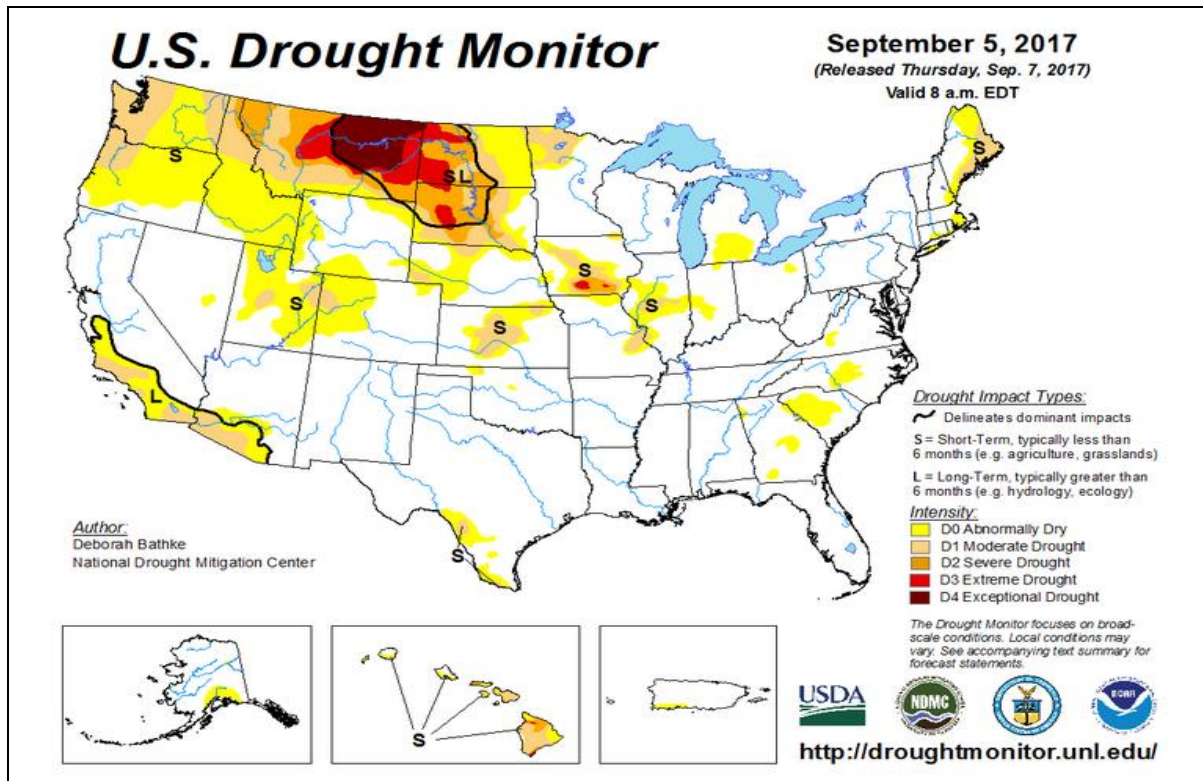 U.S. Drought Monitor
September 5, 2017
(Released Thursday, Sep. 7, 2017)
Valid 8 a.m. EDT
S
S L
S
S
S
S
S
L
S
Drought Impact Types:
Delineates dominant impacts
S = Short-Term, typically less than
6 months (e.g. agriculture, grasslands)
L = Long-Term, typically greater than
6 months (e.g. hydrology, ecology)
Intensity:
D0 Abnormally Dry
D1 Moderate Drought
D2 Severe Drought
D3 Extreme Drought
D4 Exceptional Drought
Author:
Deborah Bathke
National Drought Mitigation Center
S
The Drought Monitor focuses on broad-
scale conditions. Local conditions may
vary. See accompanying text summary for
forecast statements.
USDA
NDMC
NOAA
http://droughtmonitor.unl.edu/